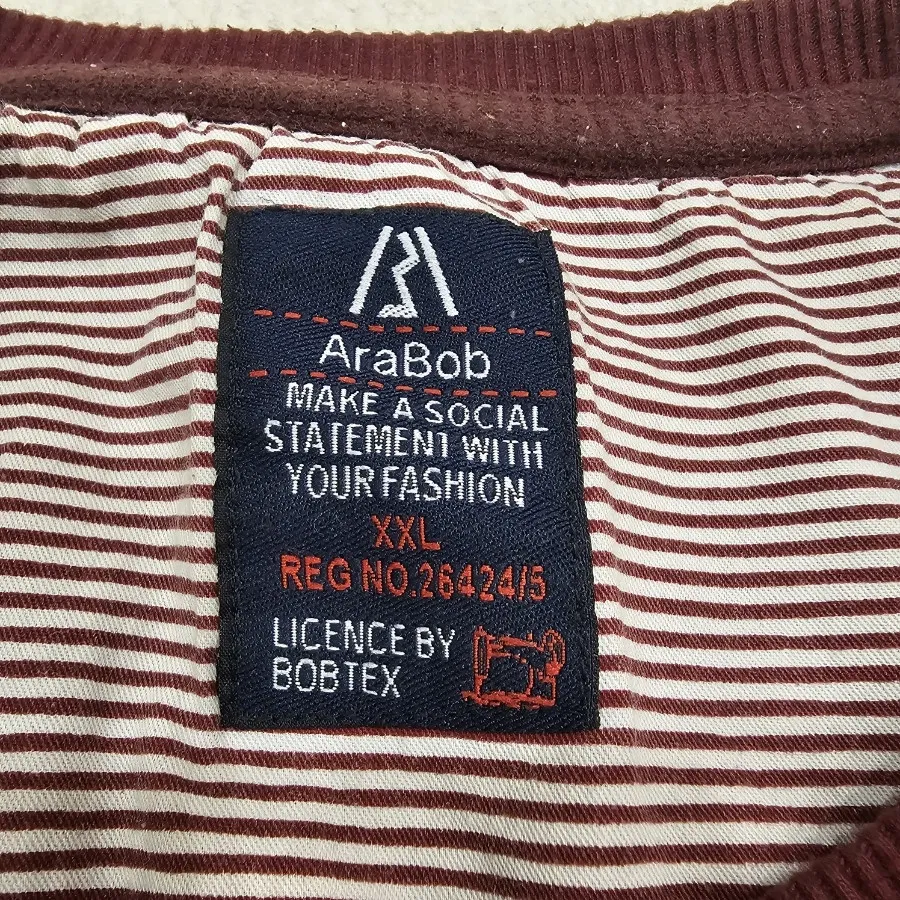 AraBob
MAKE A SOCIAL
STATEMENT WITH
YOUR FASHION
XXL
REG NO.26424/5
LICENCE BY
BOBTEX